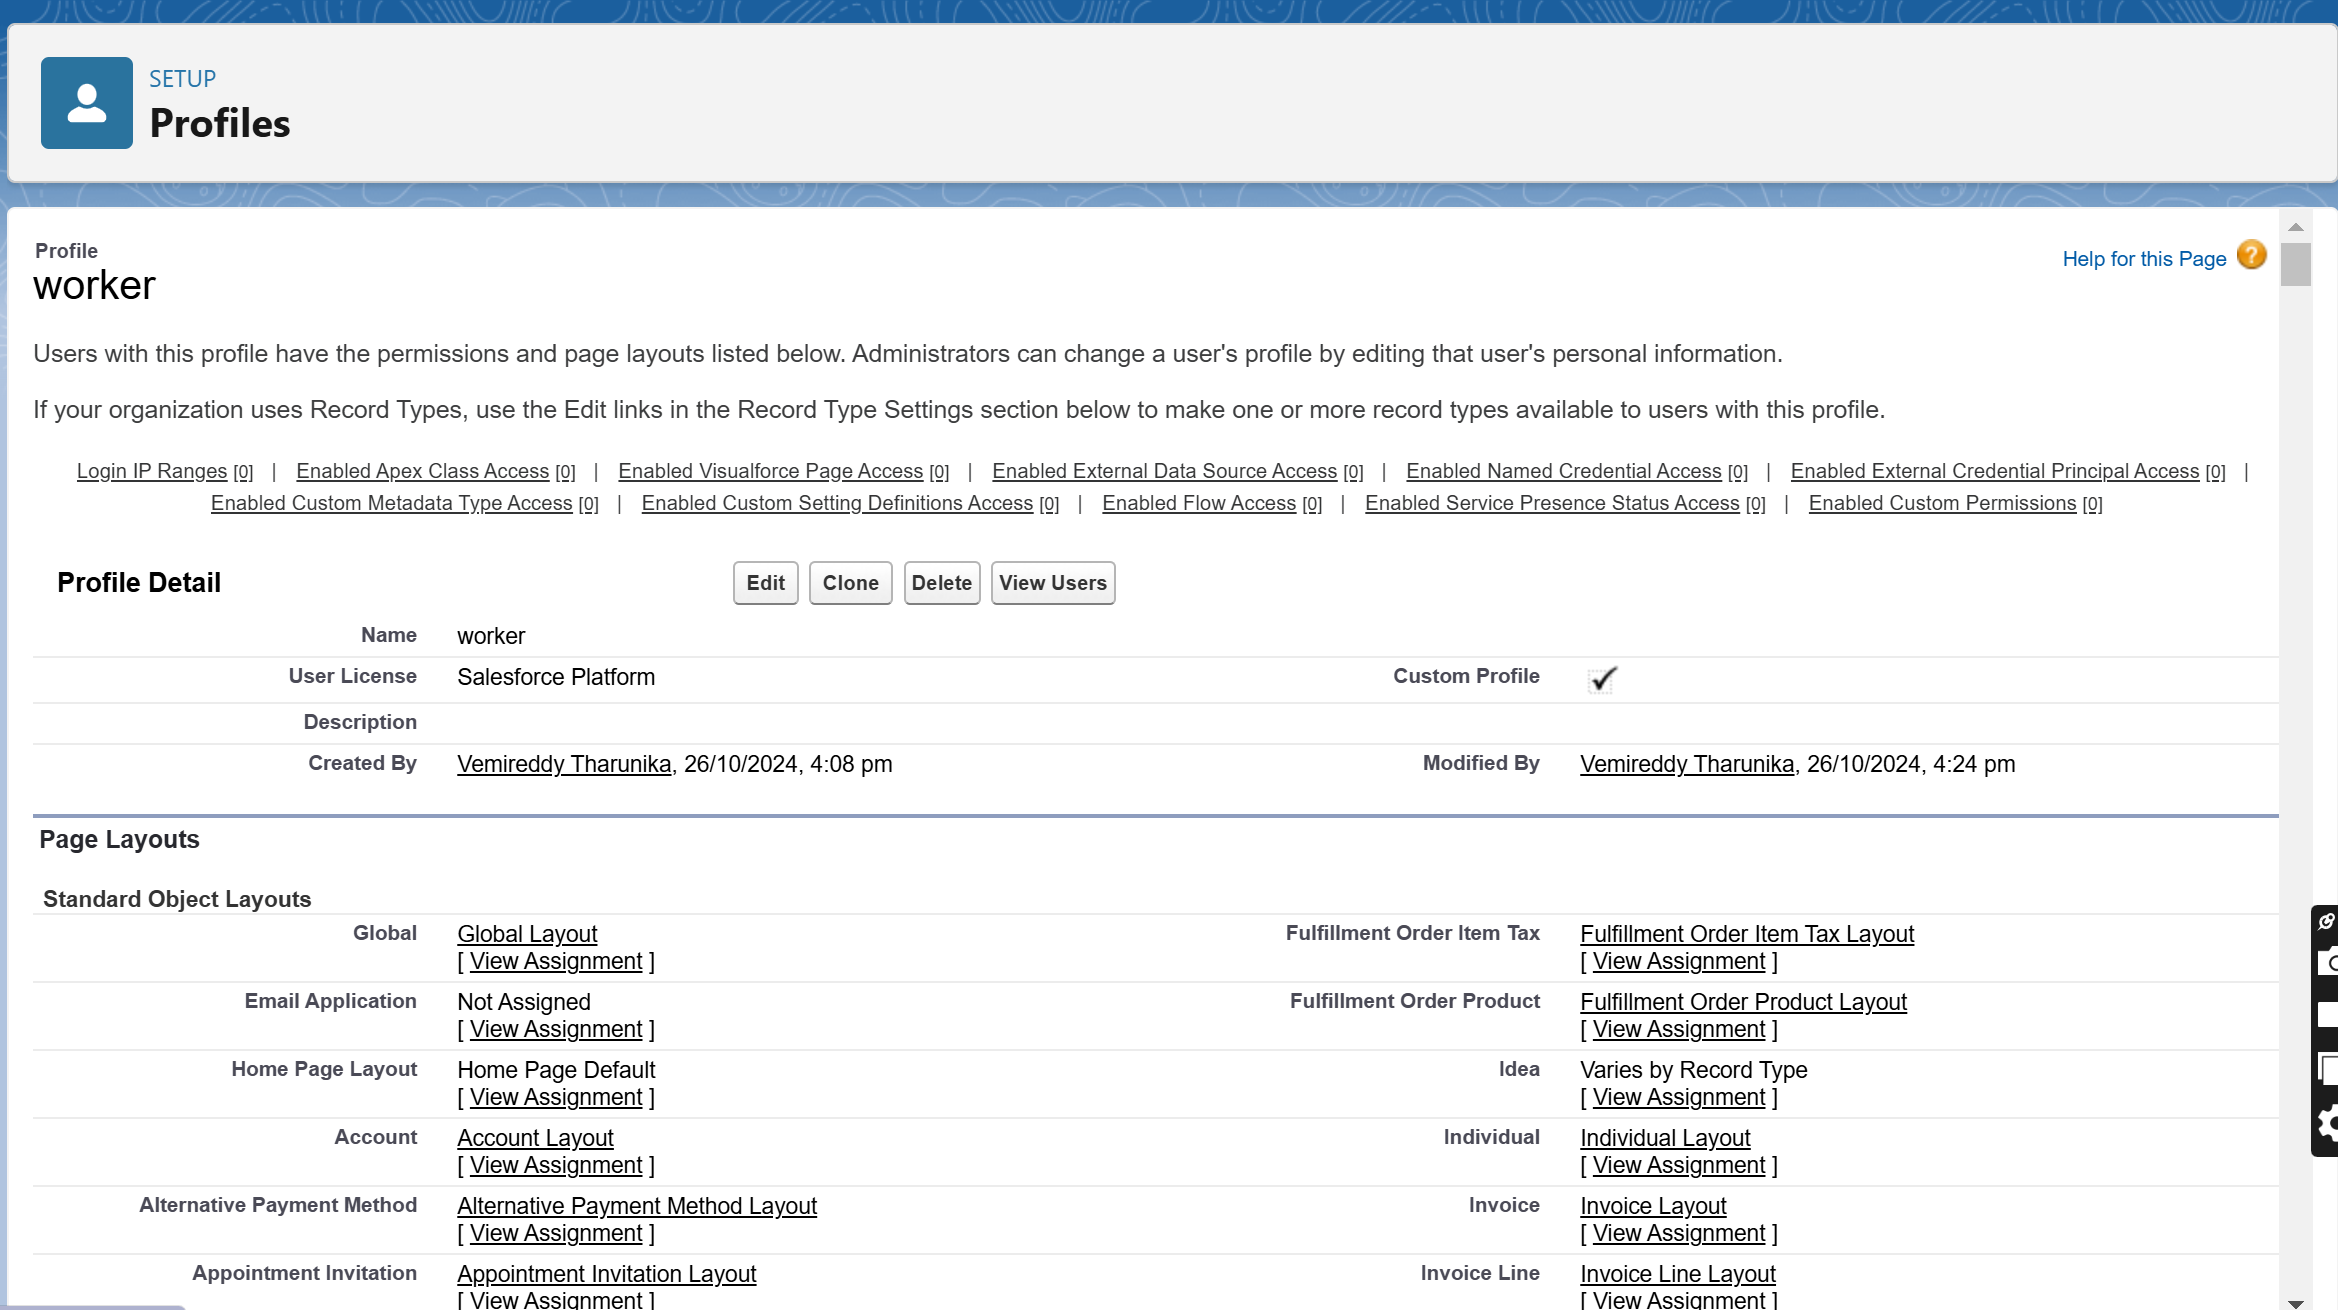 SETUP
Profiles
Profile
worker
Help for this Page ?
Users with this profile have the permissions and page layouts listed below. Administrators can change a user's profile by editing that user's personal information.
If your organization uses Record Types, use the Edit links in the Record Type Settings section below to make one or more record types available to users with this profile.
Login IP Ranges [0] | Enabled Apex Class Access [0] | Enabled Visualforce Page Access [0] | Enabled External Data Source Access [0] | Enabled Named Credential Access [0] | Enabled External Credential Principal Access [0] |
Enabled Custom Metadata Type Access [0] | Enabled Custom Setting Definitions Access [0] | Enabled Flow Access [0] | Enabled Service Presence Status Access [0] | Enabled Custom Permissions [0]
Profile Detail Edit Clone Delete View Users
Name worker
User License Salesforce Platform Custom Profile
Description
Created By Vemireddy Tharunika, 26/10/2024, 4:08 pm Modified By Vemireddy Tharunika, 26/10/2024, 4:24 pm
Page Layouts
Standard Object Layouts
Global Global Layout Fulfillment Order Item Tax Fulfillment Order Item Tax Layout
[ View Assignment ] [ View Assignment ]
Email Application Not Assigned Fulfillment Order Product Fulfillment Order Product Layout
[ View Assignment ] [ View Assignment ]
Home Page Layout Home Page Default Idea Varies by Record Type
[ View Assignment ] [ View Assignment ]
Account Account Layout Individual Individual Layout
[ View Assignment ] [ View Assignment ]
Alternative Payment Method Alternative Payment Method Layout Invoice Invoice Layout
[ View Assignment ] [ View Assignment ]
Appointment Invitation Appointment Invitation Layout Invoice Line Invoice Line Layout
[ View Assignment ] [ View Assignment ]